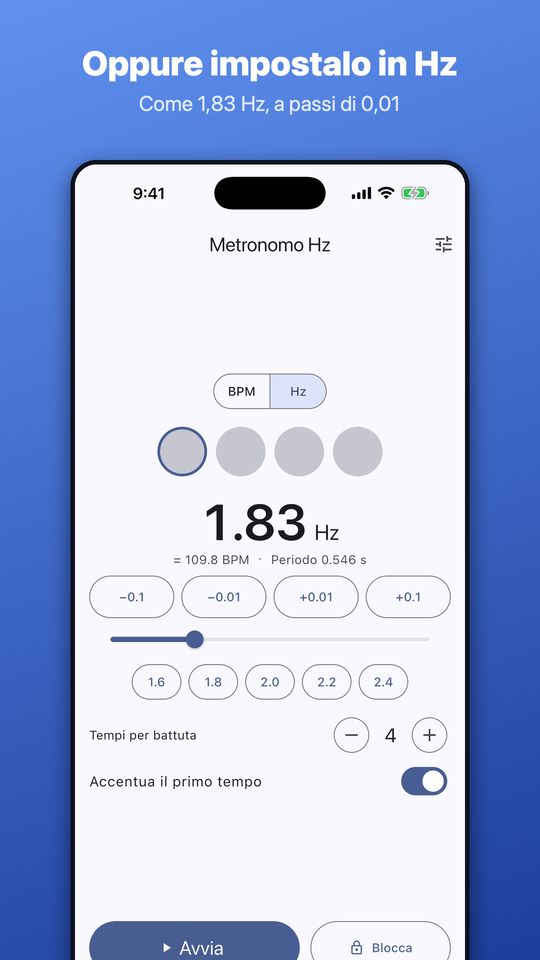 Oppure impostalo in Hz
Come 1,83 Hz, a passi di 0,01
9:41
Metronomo Hz
BPM Hz
1.83 Hz
= 109.8 BPM · Periodo 0.546 s
−0.1 −0.01 +0.01 +0.1
1.6 1.8 2.0 2.2 2.4
Tempi per battuta − 4 +
Accentua il primo tempo
Avvia Blocca